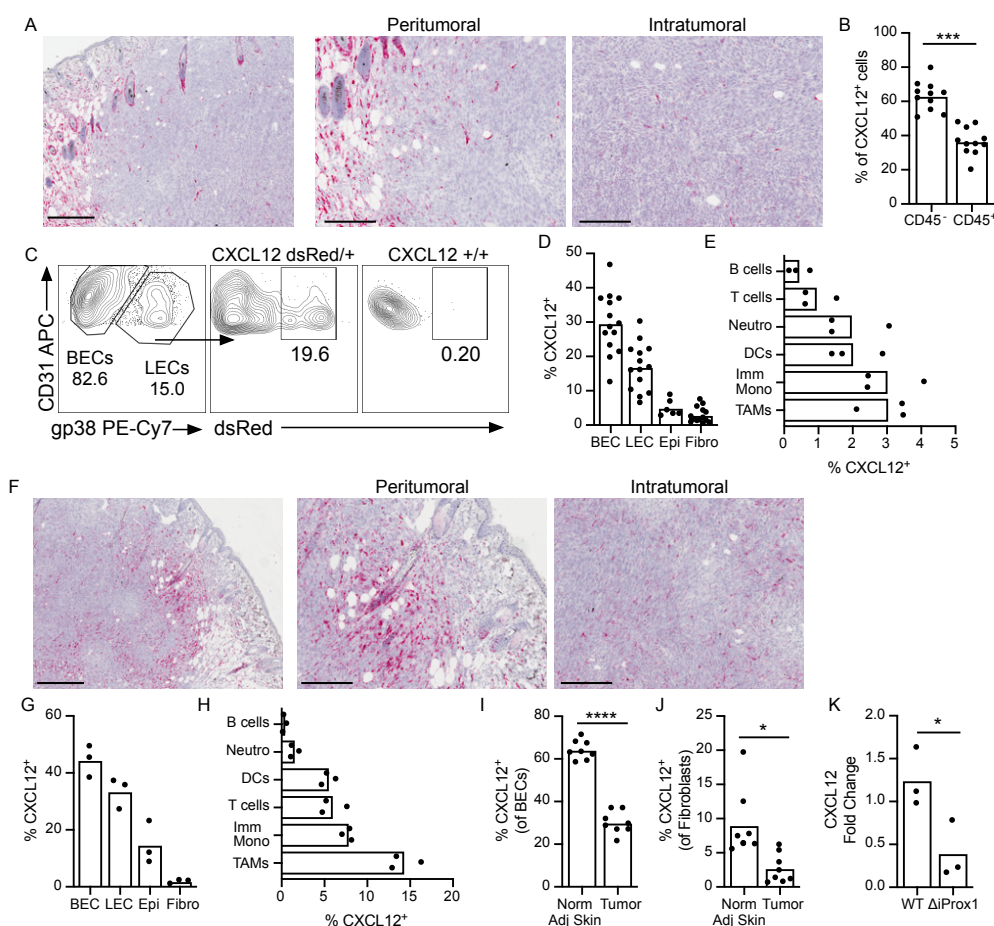 A
Peritumoral
Intratumoral
B
***
% of CXCL12⁺ cells
100
80
60
40
20
0
CD45⁻ CD45⁺
C
CXCL12 dsRed/+
CXCL12 +/+
CD31 APC
BECs
82.6
LECs
15.0
19.6
0.20
gp38 PE-Cy7
dsRed
D
% CXCL12⁺
50
40
30
20
10
0
BEC LEC Epi Fibro
E
B cells
T cells
Neutro
DCs
Imm
Mono
TAMs
0 1 2 3 4 5
% CXCL12⁺
F
Peritumoral
Intratumoral
G
% CXCL12⁺
60
40
20
0
BEC LEC Epi Fibro
H
B cells
Neutro
DCs
T cells
Imm
Mono
TAMs
0 5 10 15 20
% CXCL12⁺
I
****
% CXCL12⁺
(of BECs)
80
60
40
20
0
Norm Tumor
Adj Skin
J
*
% CXCL12⁺
(of Fibroblasts)
25
20
15
10
5
0
Norm Tumor
Adj Skin
K
*
CXCL12
Fold Change
2.0
1.5
1.0
0.5
0.0
WT ΔiProx1